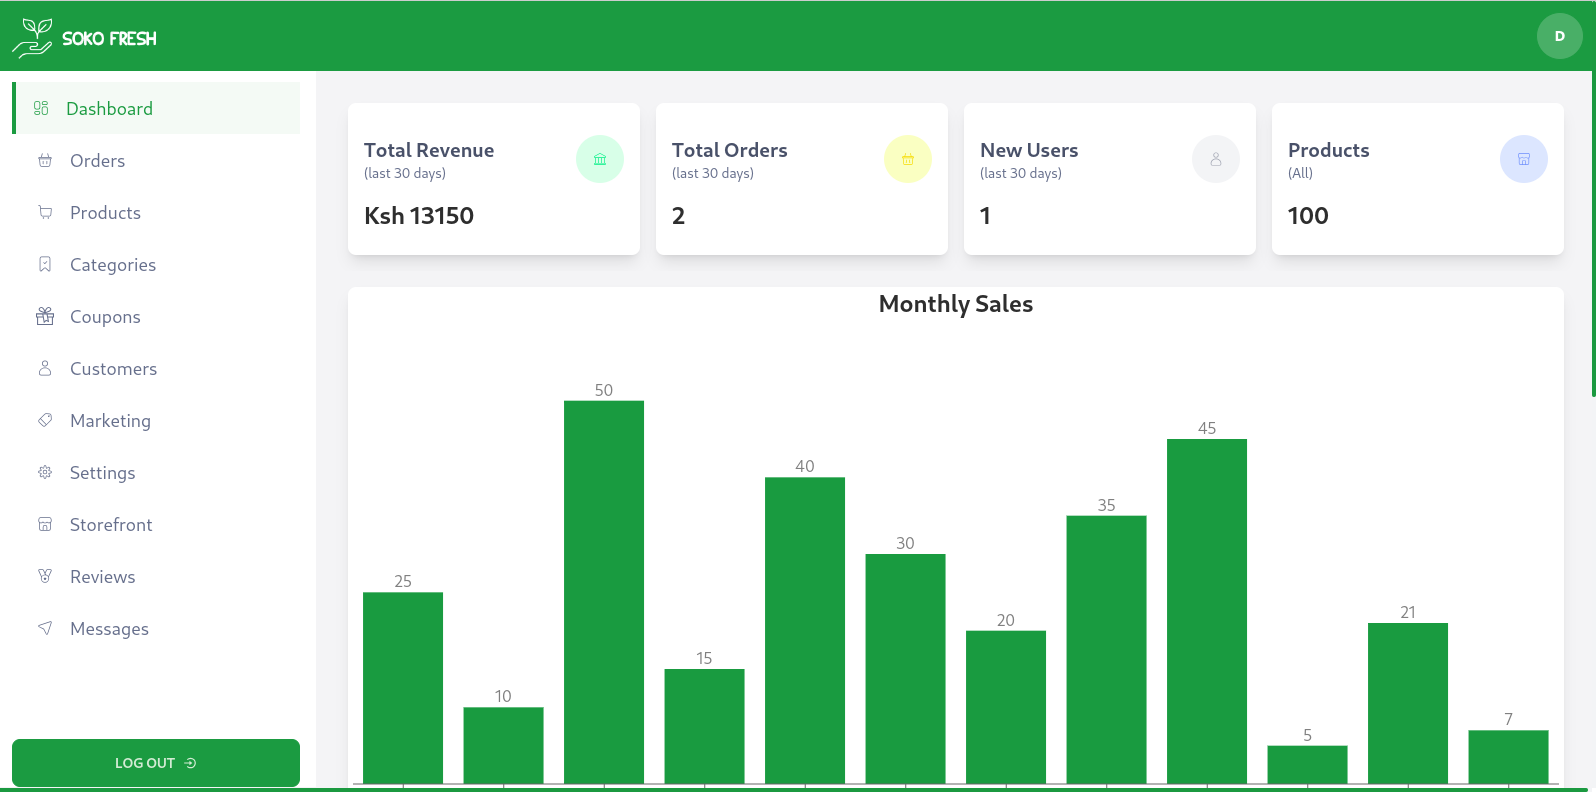 SOKO FRESH
D
Dashboard
Orders
Products
Categories
Coupons
Customers
Marketing
Settings
Storefront
Reviews
Messages
LOG OUT
Total Revenue
(last 30 days)
Ksh 13150
Total Orders
(last 30 days)
2
New Users
(last 30 days)
1
Products
(All)
100
Monthly Sales
25
10
50
15
40
30
20
35
45
5
21
7